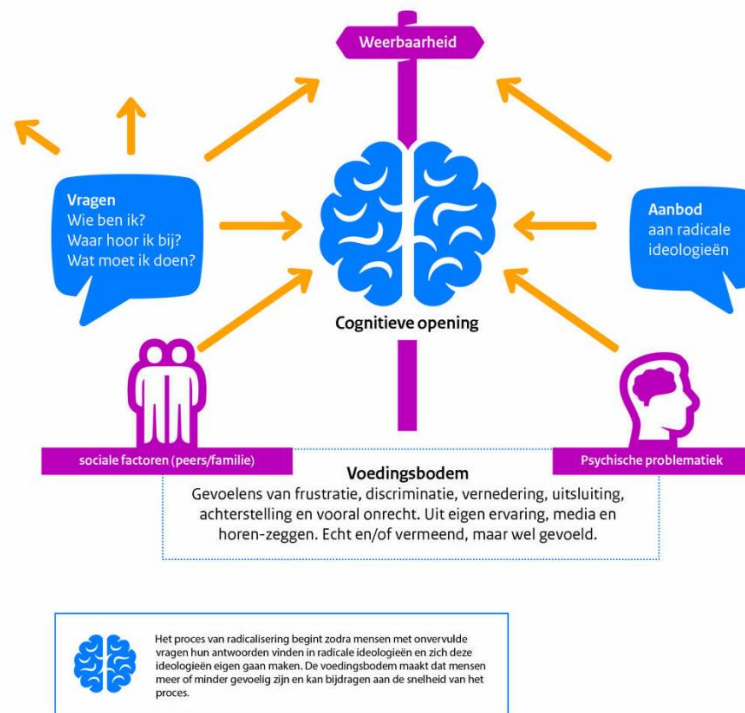 Weerbaarheid
Vragen
Wie ben ik?
Waar hoor ik bij?
Wat moet ik doen?
Aanbod
aan radicale
ideologieën
Cognitieve opening
sociale factoren (peers/familie)
Psychische problematiek
Voedingsbodem
Gevoelens van frustratie, discriminatie, vernedering, uitsluiting,
achterstelling en vooral onrecht. Uit eigen ervaring, media en
horen-zeggen. Echt en/of vermeend, maar wel gevoeld.
Het proces van radicalisering begint zodra mensen met onvervulde
vragen hun antwoorden vinden in radicale ideologieën en zich deze
ideologieën eigen gaan maken. De voedingsbodem maakt dat mensen
meer of minder gevoelig zijn en kan bijdragen aan de snelheid van het
proces.